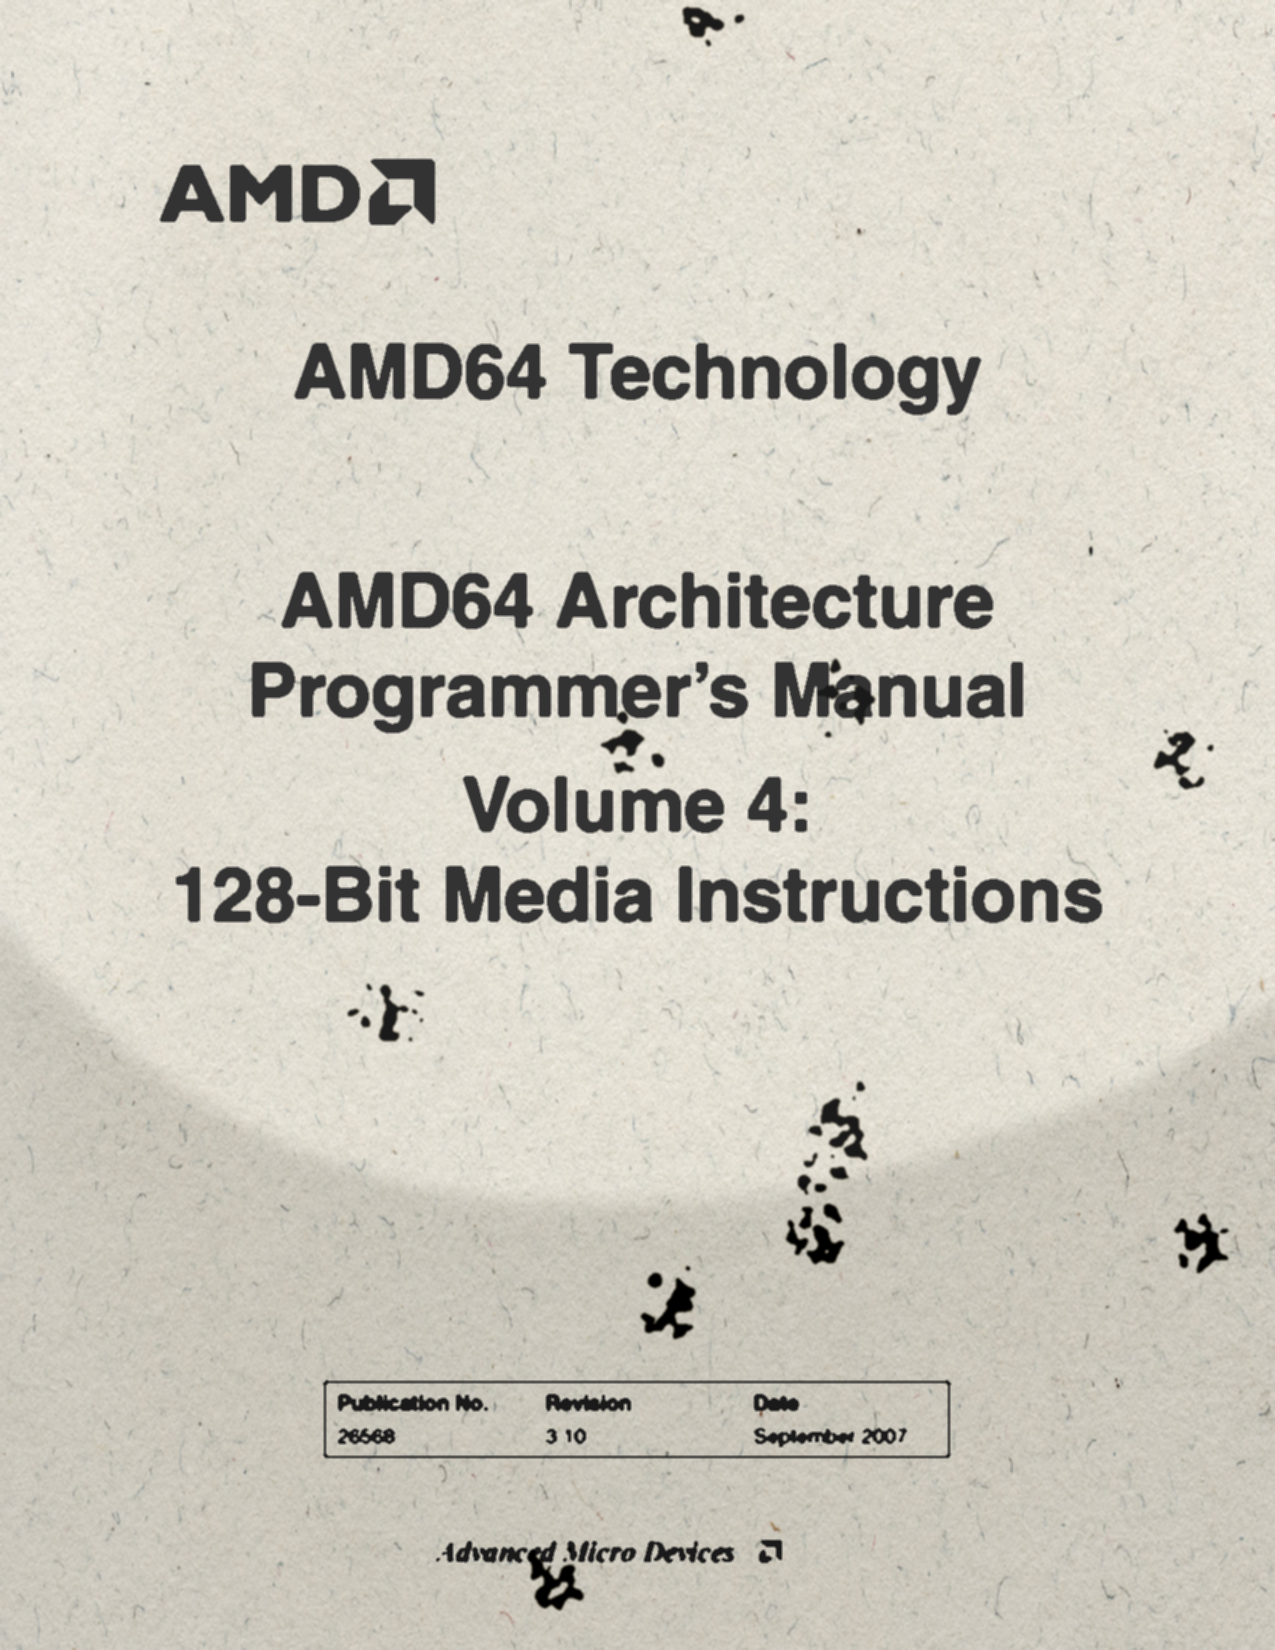 AMD
AMD64 Technology
AMD64 Architecture
Programmer's Manual
Volume 4:
128-Bit Media Instructions
Publication No. Revision Date
26568 3 10 September 2007
Advanced Micro Devices